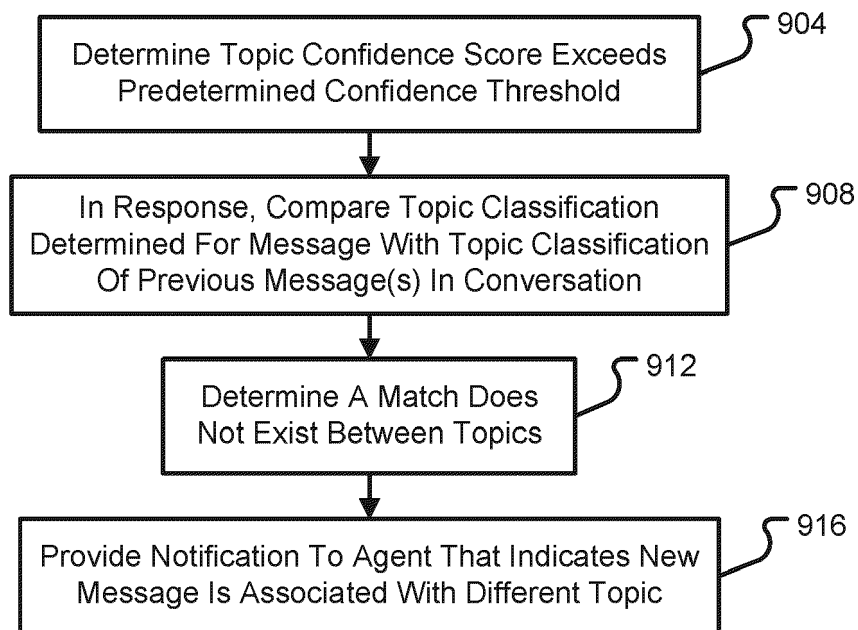 904
Determine Topic Confidence Score Exceeds
Predetermined Confidence Threshold
908
In Response, Compare Topic Classification
Determined For Message With Topic Classification
Of Previous Message(s) In Conversation
912
Determine A Match Does
Not Exist Between Topics
916
Provide Notification To Agent That Indicates New
Message Is Associated With Different Topic